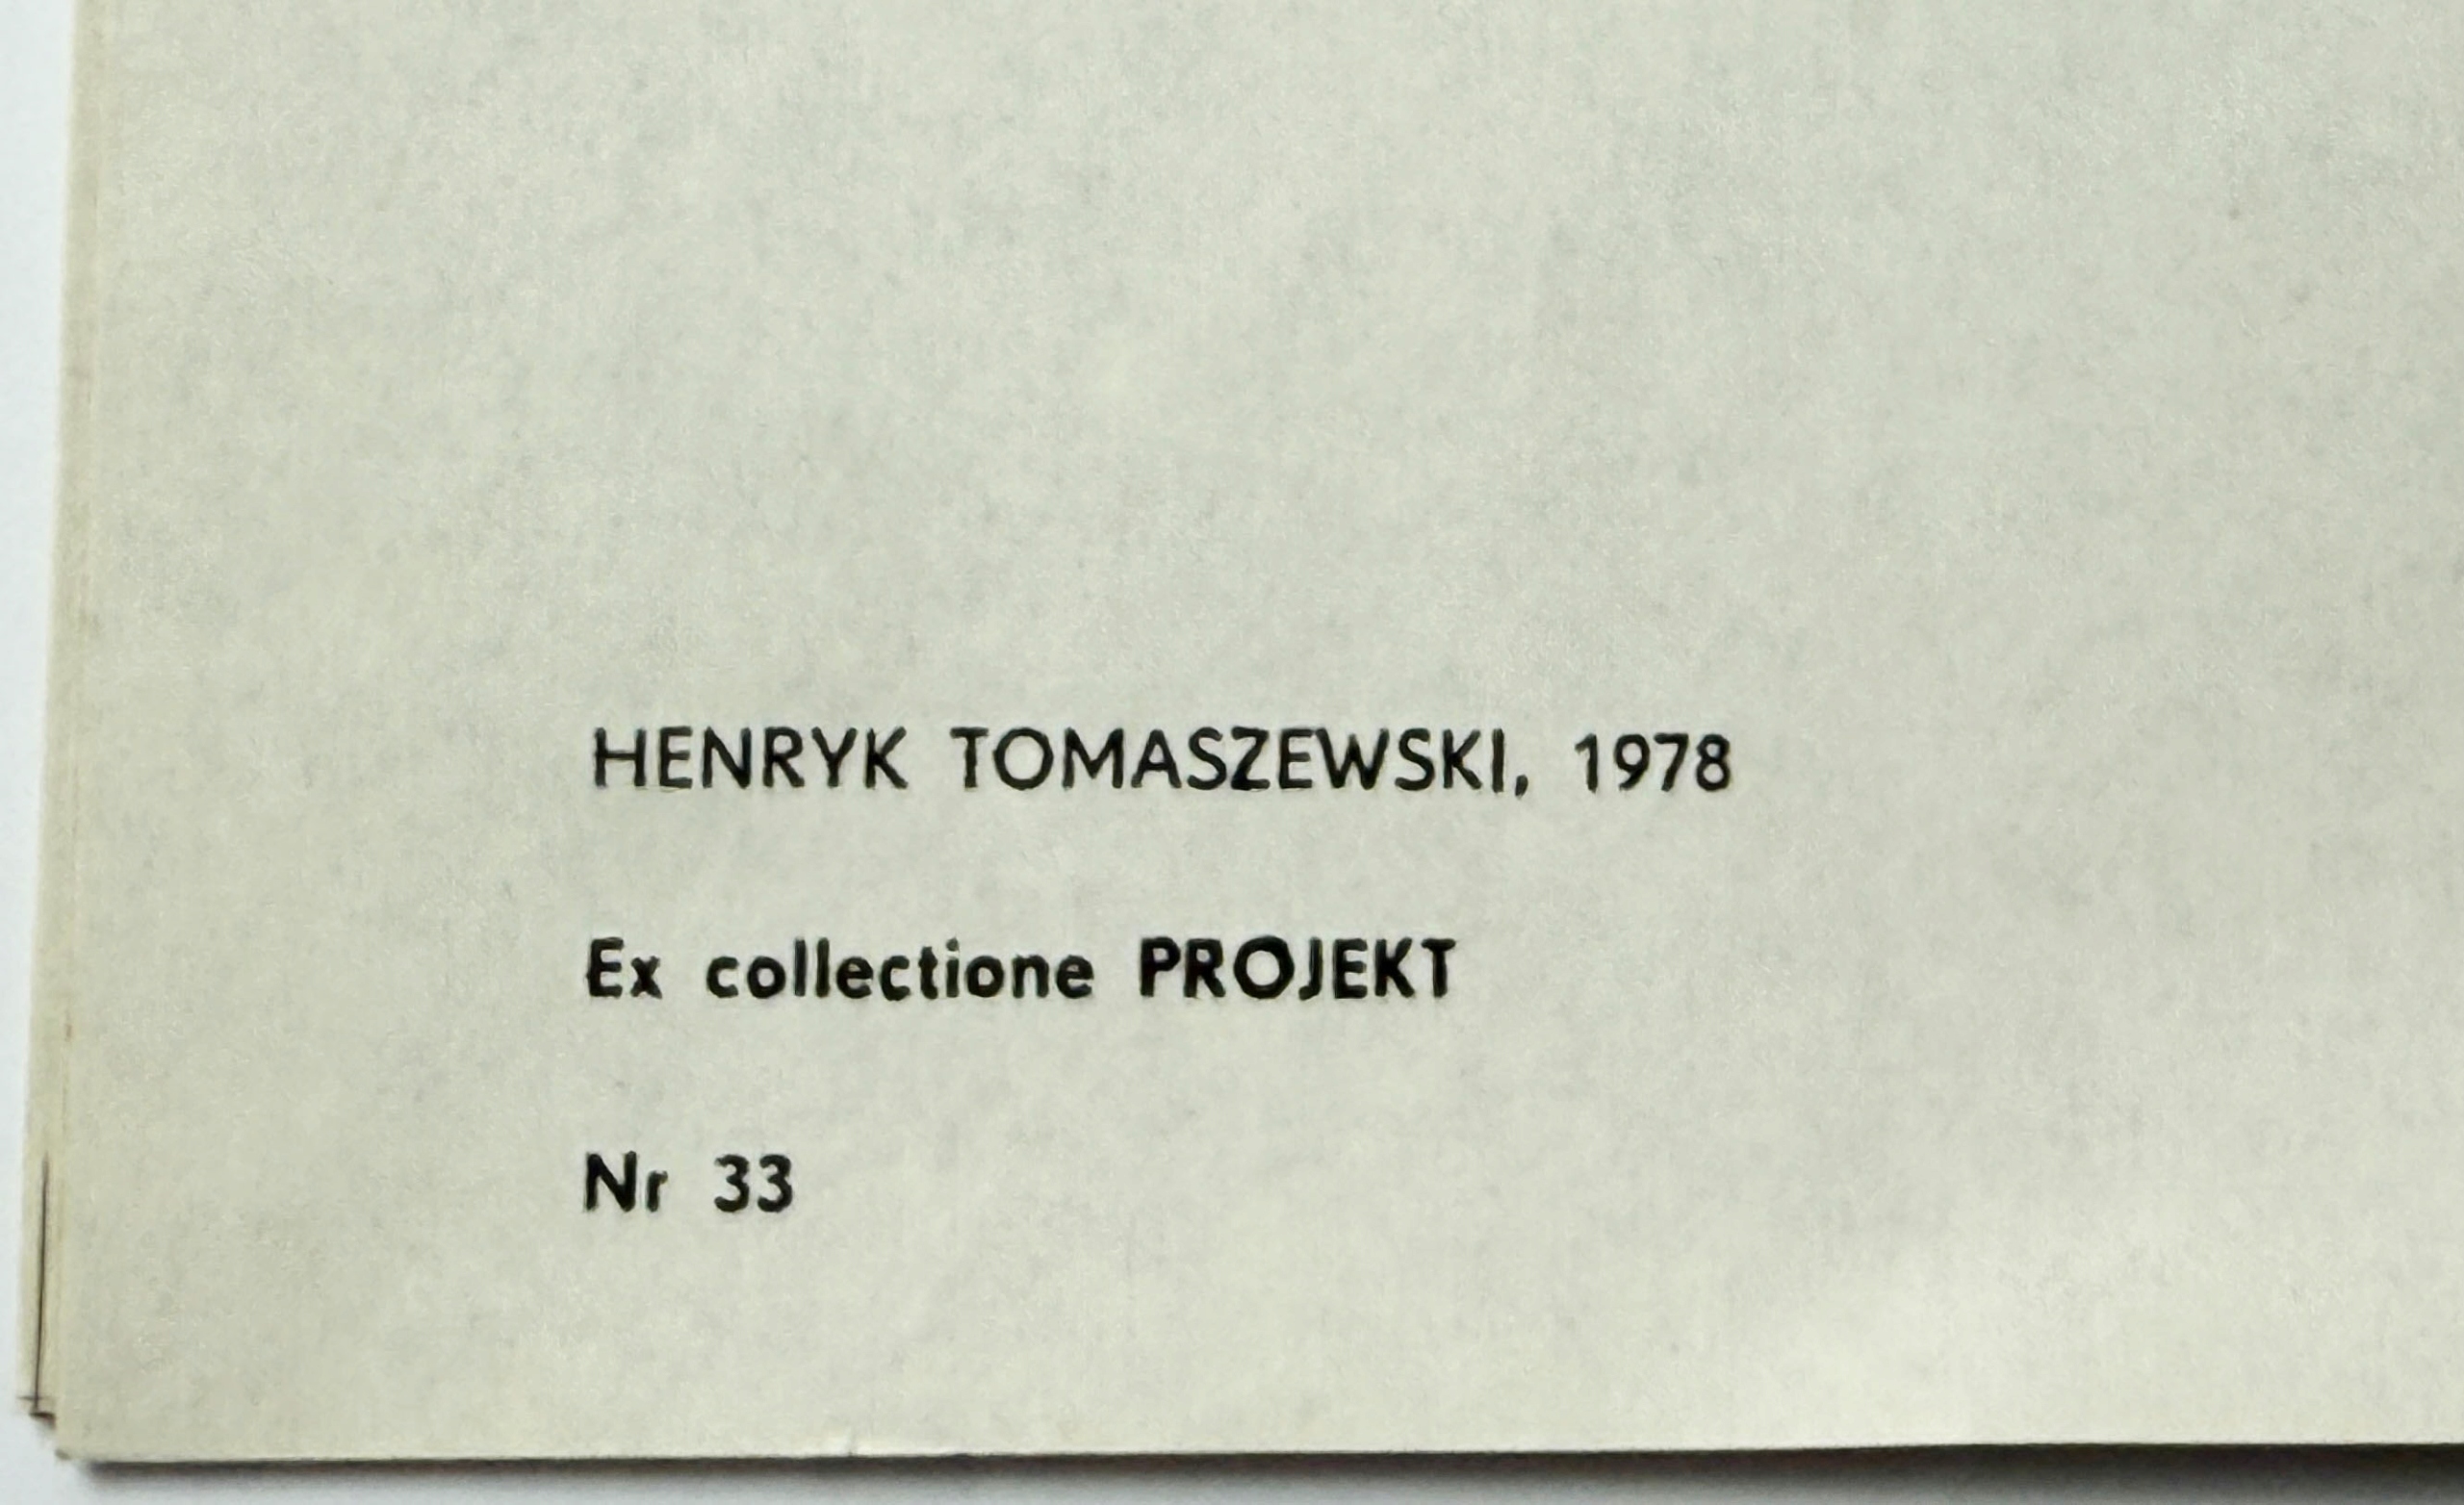 HENRYK TOMASZEWSKI, 1978
Ex collectione PROJEKT
Nr 33